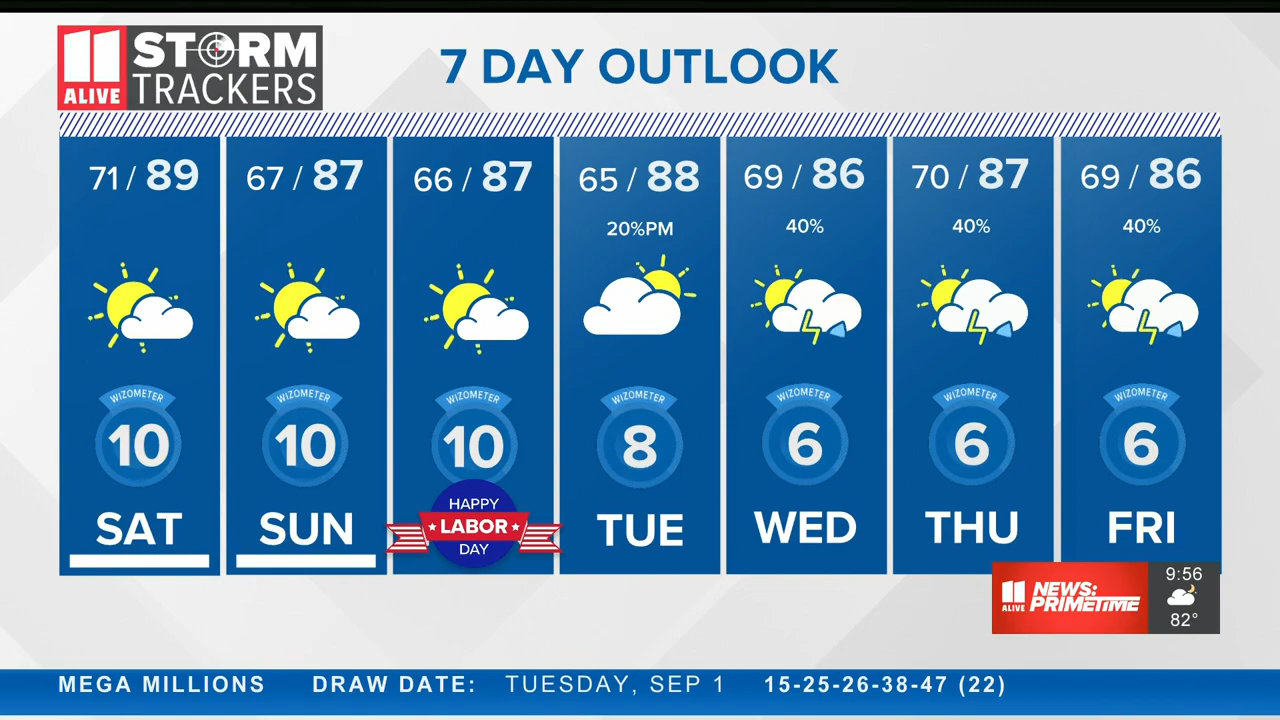 11 ALIVE STORM TRACKERS
7 DAY OUTLOOK
71 / 89
67 / 87
66 / 87
65 / 88
69 / 86
70 / 87
69 / 86
20%PM
40%
40%
40%
WIZOMETER
WIZOMETER
WIZOMETER
WIZOMETER
WIZOMETER
WIZOMETER
WIZOMETER
10
10
10
8
6
6
6
SAT
SUN
HAPPY
LABOR
DAY
TUE
WED
THU
FRI
11 ALIVE NEWS: PRIMETIME
9:56
82°
MEGA MILLIONS DRAW DATE: TUESDAY, SEP 1 15-25-26-38-47 (22)